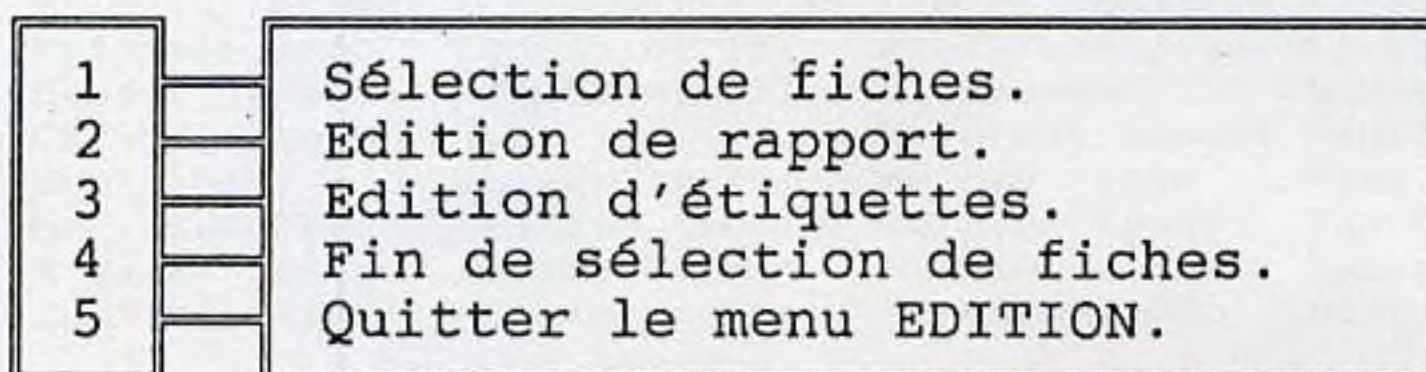 1 Sélection de fiches.
2 Edition de rapport.
3 Edition d'étiquettes.
4 Fin de sélection de fiches.
5 Quitter le menu EDITION.